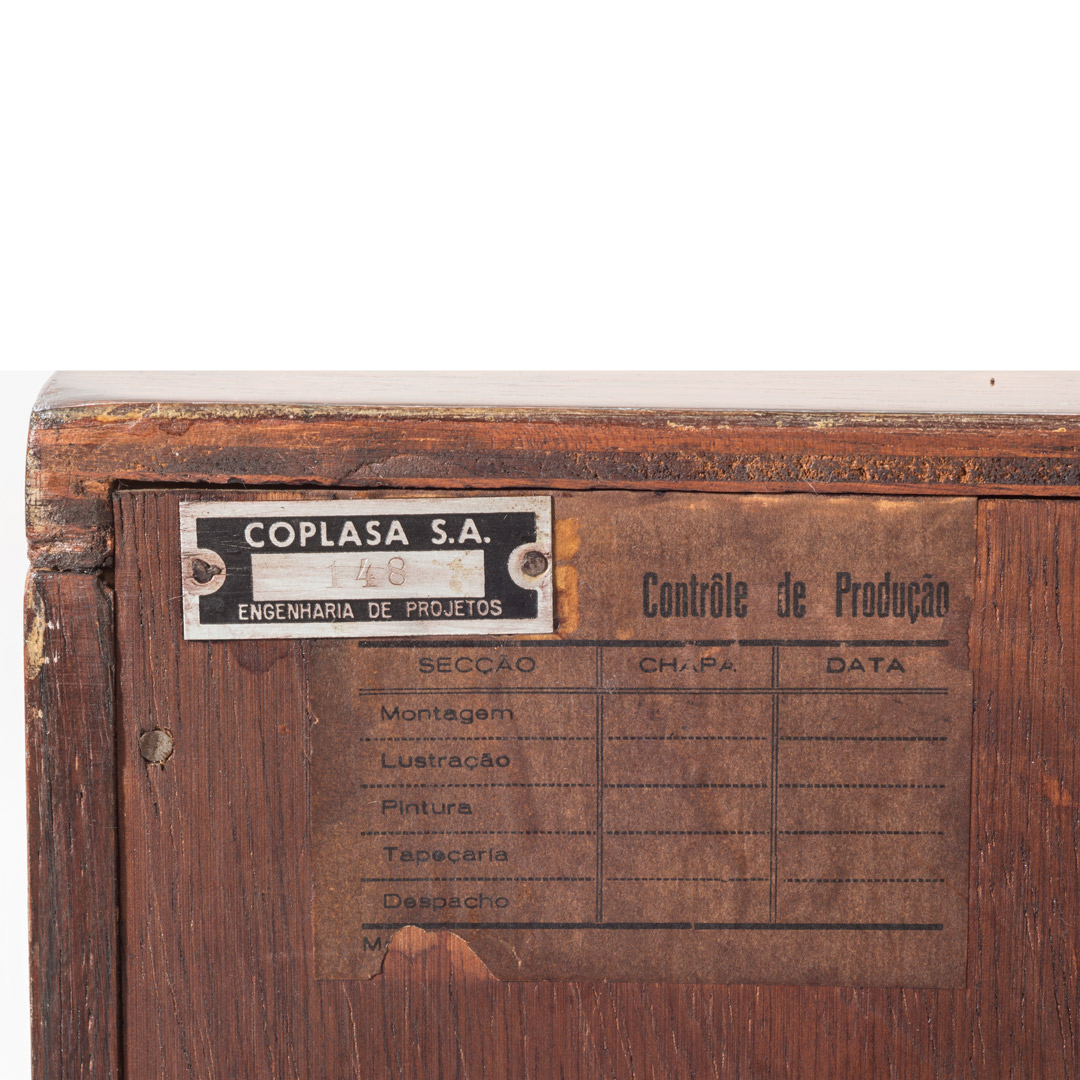 COPLASA S.A.
148
ENGENHARIA DE PROJETOS
Contrôle de Produção
SECÇÃO CHAPA DATA
Montagem
Lustração
Pintura
Tapeçaria
Despacho